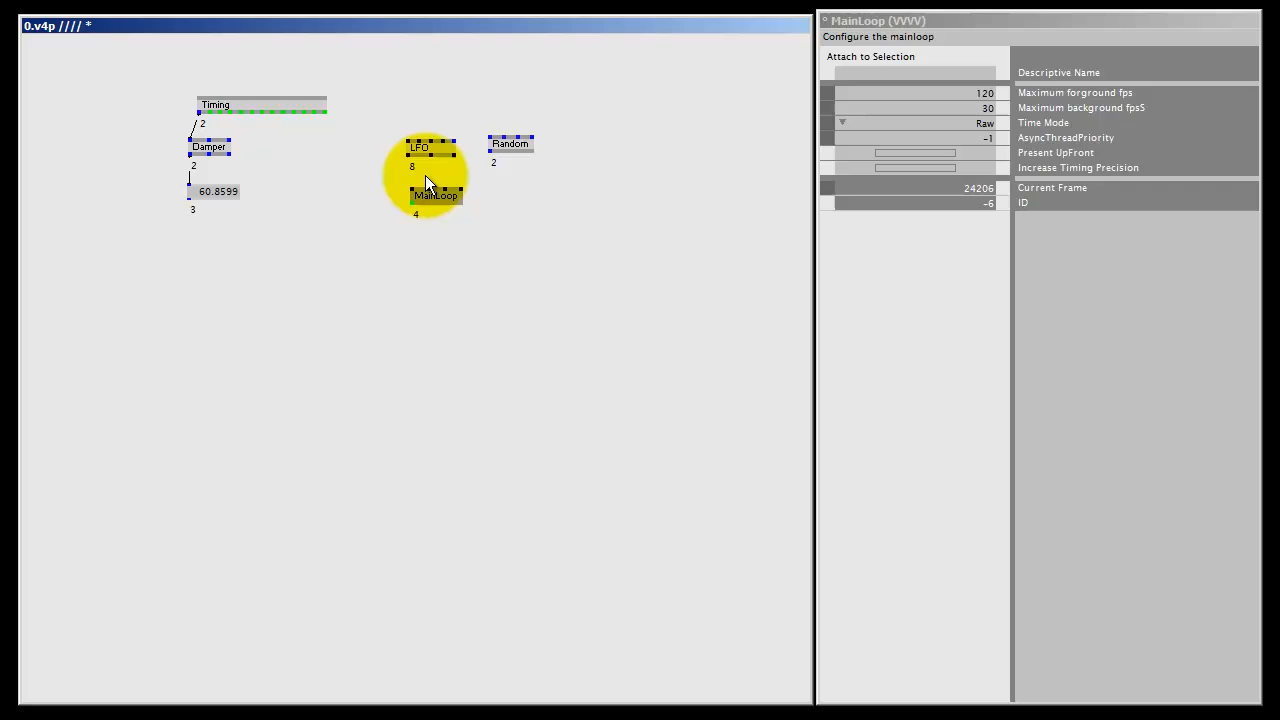 0.v4p //// *
Timing
2
Damper
2
60.8599
3
LFO
8
MainLoop
4
Random
2
° MainLoop (VVVV)
Configure the mainloop
Attach to Selection
Descriptive Name
120 Maximum forground fps
30 Maximum background fpsS
Raw Time Mode
-1 AsyncThreadPriority
Present UpFront
Increase Timing Precision
24206 Current Frame
-6 ID